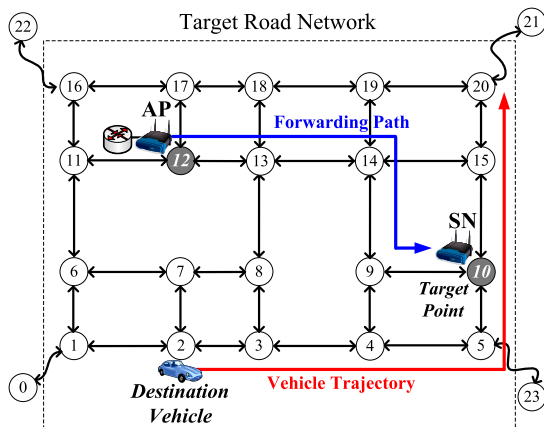 Target Road Network
22
21
16
17
18
19
20
AP
Forwarding Path
11
12
13
14
15
SN
6
7
8
9
10
Target
Point
1
2
3
4
5
0
Destination
Vehicle
Vehicle Trajectory
23